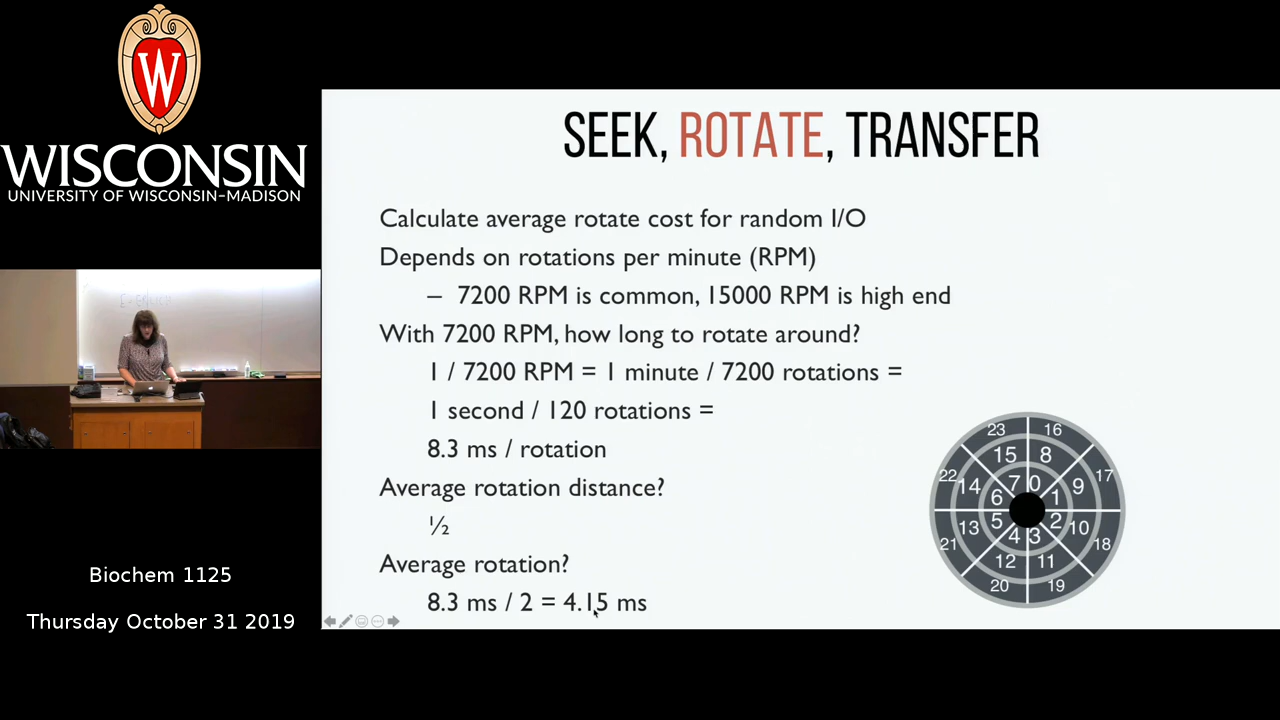 W
WISCONSIN
UNIVERSITY OF WISCONSIN-MADISON
Biochem 1125
Thursday October 31 2019
SEEK, ROTATE, TRANSFER
Calculate average rotate cost for random I/O
Depends on rotations per minute (RPM)
– 7200 RPM is common, 15000 RPM is high end
With 7200 RPM, how long to rotate around?
1 / 7200 RPM = 1 minute / 7200 rotations =
1 second / 120 rotations =
8.3 ms / rotation
Average rotation distance?
½
Average rotation?
8.3 ms / 2 = 4.15 ms
23 16
15 8
22 14 7 0 9 17
6 1
13 5 2 10
21 4 3 18
12 11
20 19